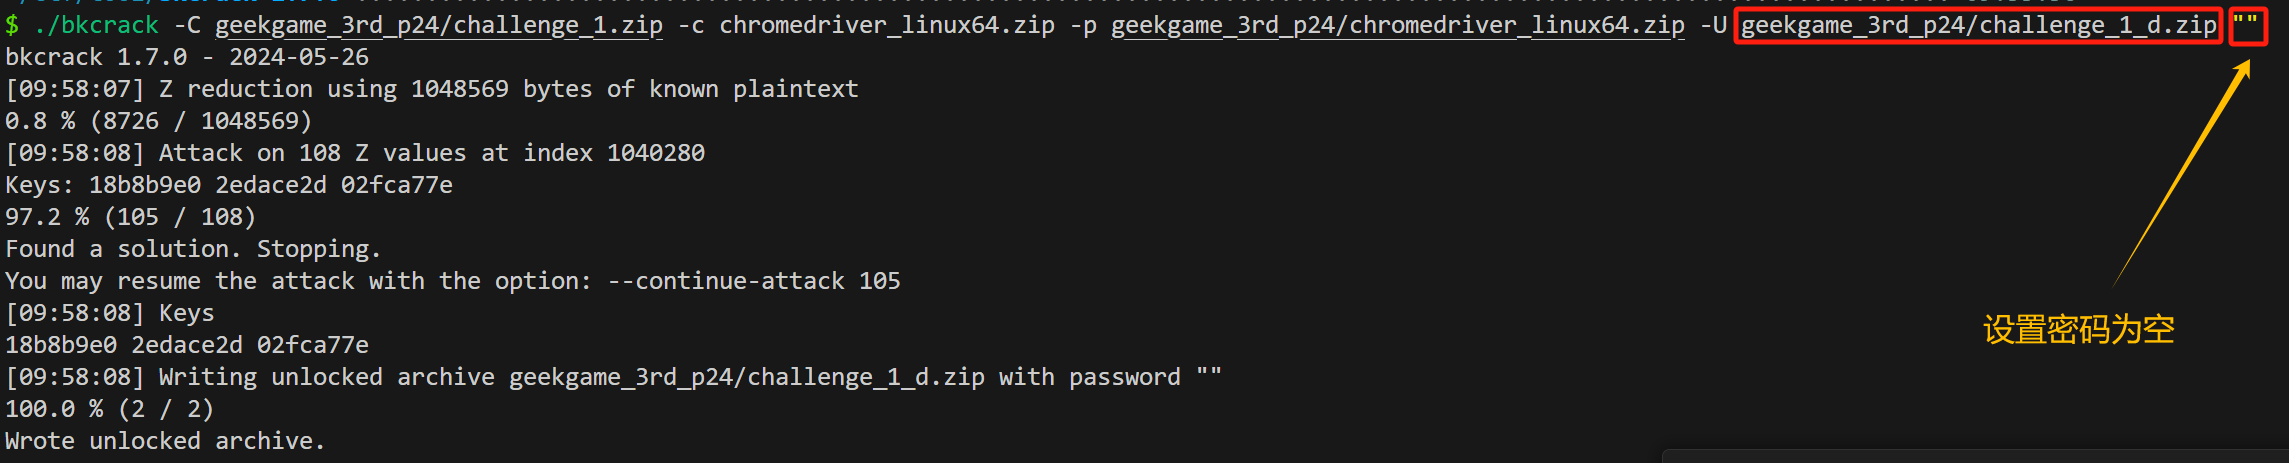 $ ./bkcrack -C geekgame_3rd_p24/challenge_1.zip -c chromedriver_linux64.zip -p geekgame_3rd_p24/chromedriver_linux64.zip -U geekgame_3rd_p24/challenge_1_d.zip ""
bkcrack 1.7.0 - 2024-05-26
[09:58:07] Z reduction using 1048569 bytes of known plaintext
0.8 % (8726 / 1048569)
[09:58:08] Attack on 108 Z values at index 1040280
Keys: 18b8b9e0 2edace2d 02fca77e
97.2 % (105 / 108)
Found a solution. Stopping.
You may resume the attack with the option: --continue-attack 105
[09:58:08] Keys
18b8b9e0 2edace2d 02fca77e
[09:58:08] Writing unlocked archive geekgame_3rd_p24/challenge_1_d.zip with password ""
100.0 % (2 / 2)
Wrote unlocked archive.
设置密码为空